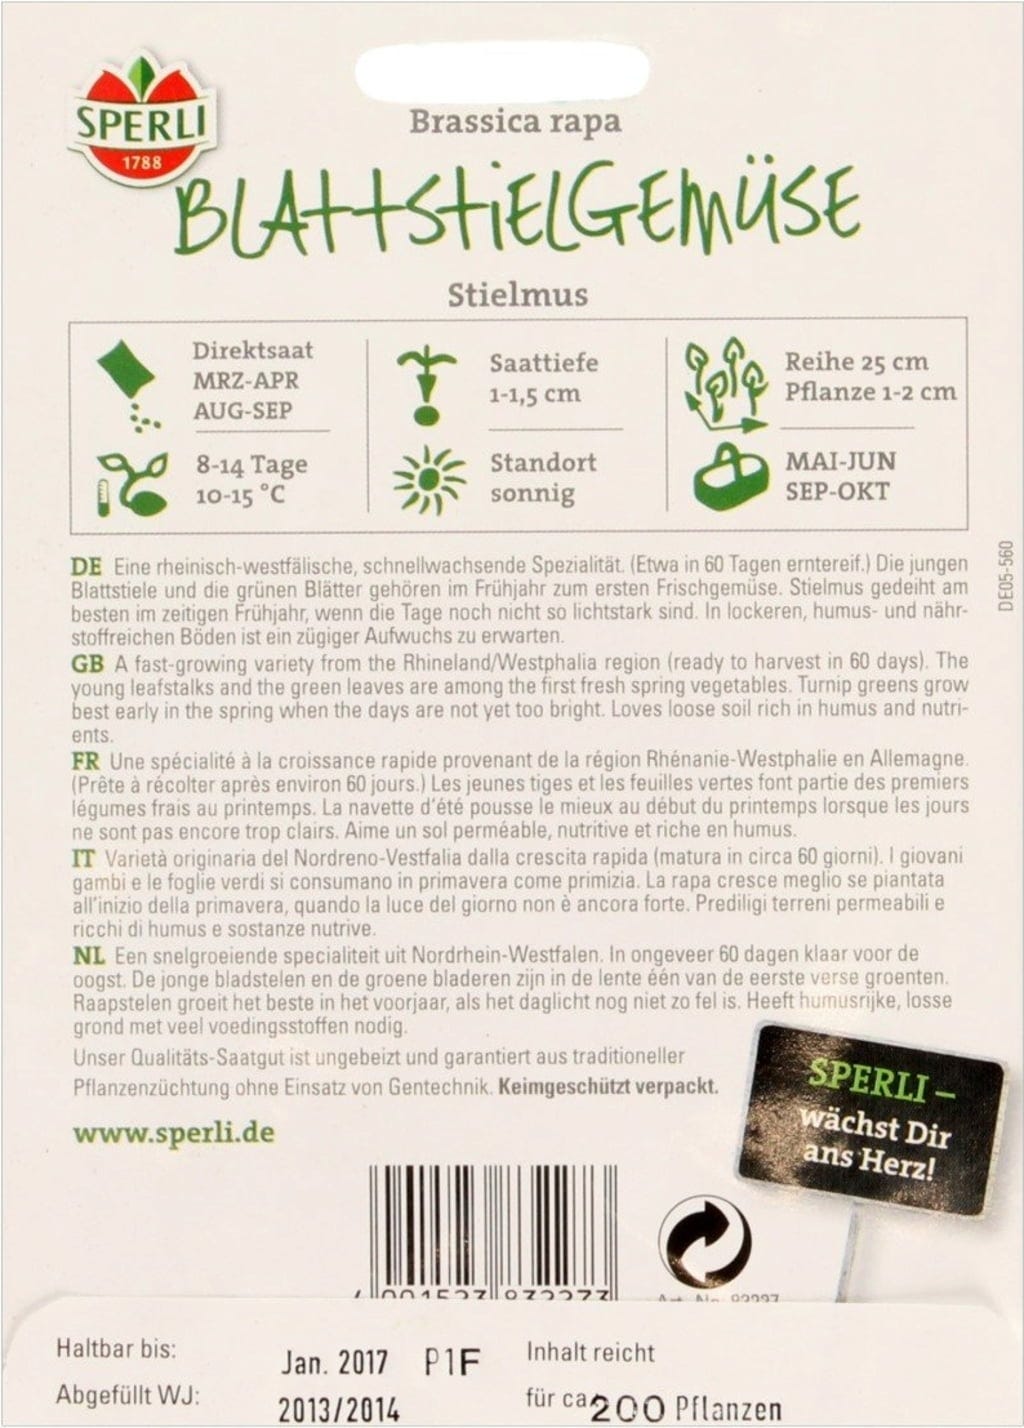 SPERLI
1788
Brassica rapa
BLAttStiELGEMÜSE
Stielmus
Direktsaat
MRZ-APR
AUG-SEP
Saattiefe
1-1,5 cm
Reihe 25 cm
Pflanze 1-2 cm
8-14 Tage
10-15 °C
Standort
sonnig
MAI-JUN
SEP-OKT
DE Eine rheinisch-westfälische, schnellwachsende Spezialität. (Etwa in 60 Tagen erntereif.) Die jungen
Blattstiele und die grünen Blätter gehören im Frühjahr zum ersten Frischgemüse. Stielmus gedeiht am
besten im zeitigen Frühjahr, wenn die Tage noch nicht so lichtstark sind. In lockeren, humus- und nähr-
stoffreichen Böden ist ein zügiger Aufwuchs zu erwarten.
GB A fast-growing variety from the Rhineland/Westphalia region (ready to harvest in 60 days). The
young leafstalks and the green leaves are among the first fresh spring vegetables. Turnip greens grow
best early in the spring when the days are not yet too bright. Loves loose soil rich in humus and nutri-
ents.
FR Une spécialité à la croissance rapide provenant de la région Rhénanie-Westphalie en Allemagne.
(Prête à récolter après environ 60 jours.) Les jeunes tiges et les feuilles vertes font partie des premiers
légumes frais au printemps. La navette d'été pousse le mieux au début du printemps lorsque les jours
ne sont pas encore trop clairs. Aime un sol perméable, nutritive et riche en humus.
IT Varietà originaria del Nordreno-Vestfalia dalla crescita rapida (matura in circa 60 giorni). I giovani
gambi e le foglie verdi si consumano in primavera come primizia. La rapa cresce meglio se piantata
all'inizio della primavera, quando la luce del giorno non è ancora forte. Prediligi terreni permeabili e
ricchi di humus e sostanze nutrive.
NL Een snelgroeiende specialiteit uit Nordrhein-Westfalen. In ongeveer 60 dagen klaar voor de
oogst. De jonge bladstelen en de groene bladeren zijn in de lente één van de eerste verse groenten.
Raapstelen groeit het beste in het voorjaar, als het daglicht nog niet zo fel is. Heeft humusrijke, losse
grond met veel voedingsstoffen nodig.
Unser Qualitäts-Saatgut ist ungebeizt und garantiert aus traditioneller
Pflanzenzüchtung ohne Einsatz von Gentechnik. Keimgeschützt verpackt.
www.sperli.de
DE05-560
SPERLI –
wächst Dir
ans Herz!
4 001523 832273
Haltbar bis:
Jan. 2017 P1F
Inhalt reicht
Abgefüllt WJ:
2013/2014
für ca 200 Pflanzen